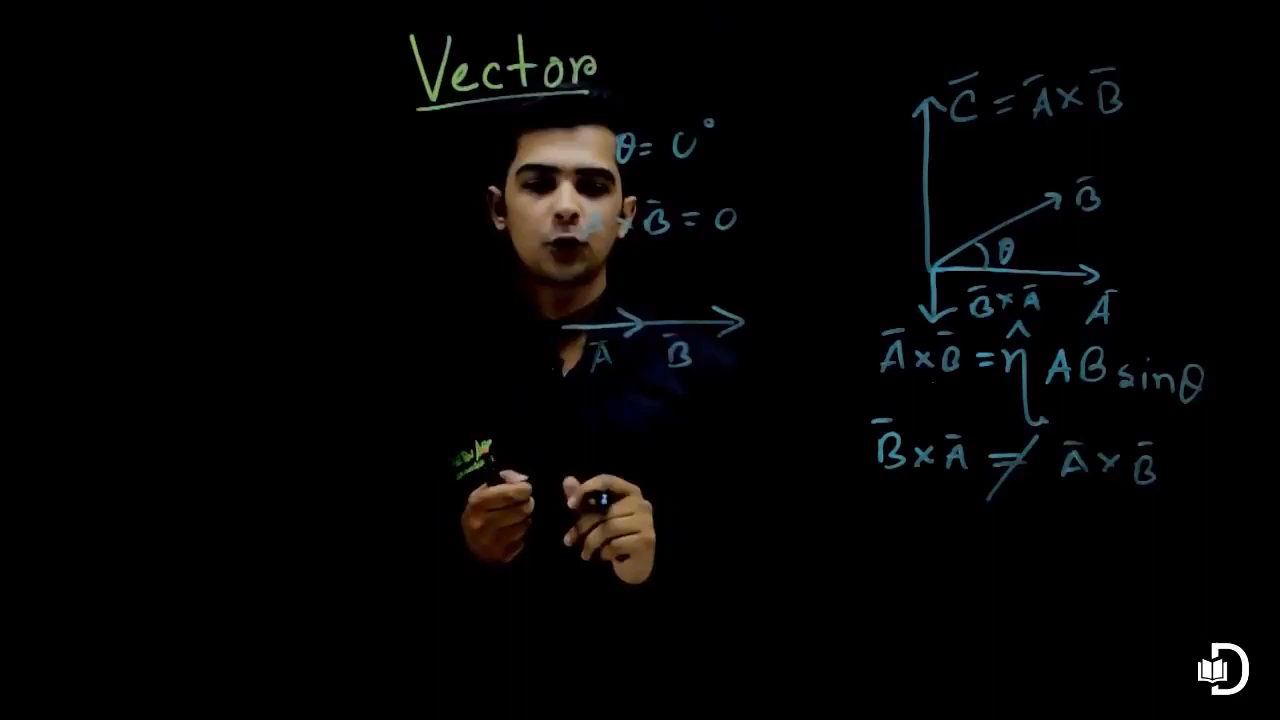 Vector
θ = 0°
× B̄ = 0
Ā B̄
C̄ = Ā × B̄
B̄
θ
B̄ × Ā
Ā
Ā × B̄ = η̂ AB sinθ
B̄ × Ā ≠ Ā × B̄